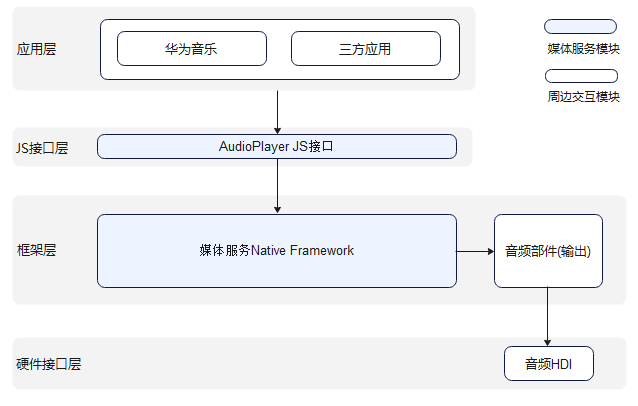 应用层
华为音乐
三方应用
媒体服务模块
周边交互模块
JS接口层
AudioPlayer JS接口
框架层
媒体服务Native Framework
音频部件(输出)
硬件接口层
音频HDI